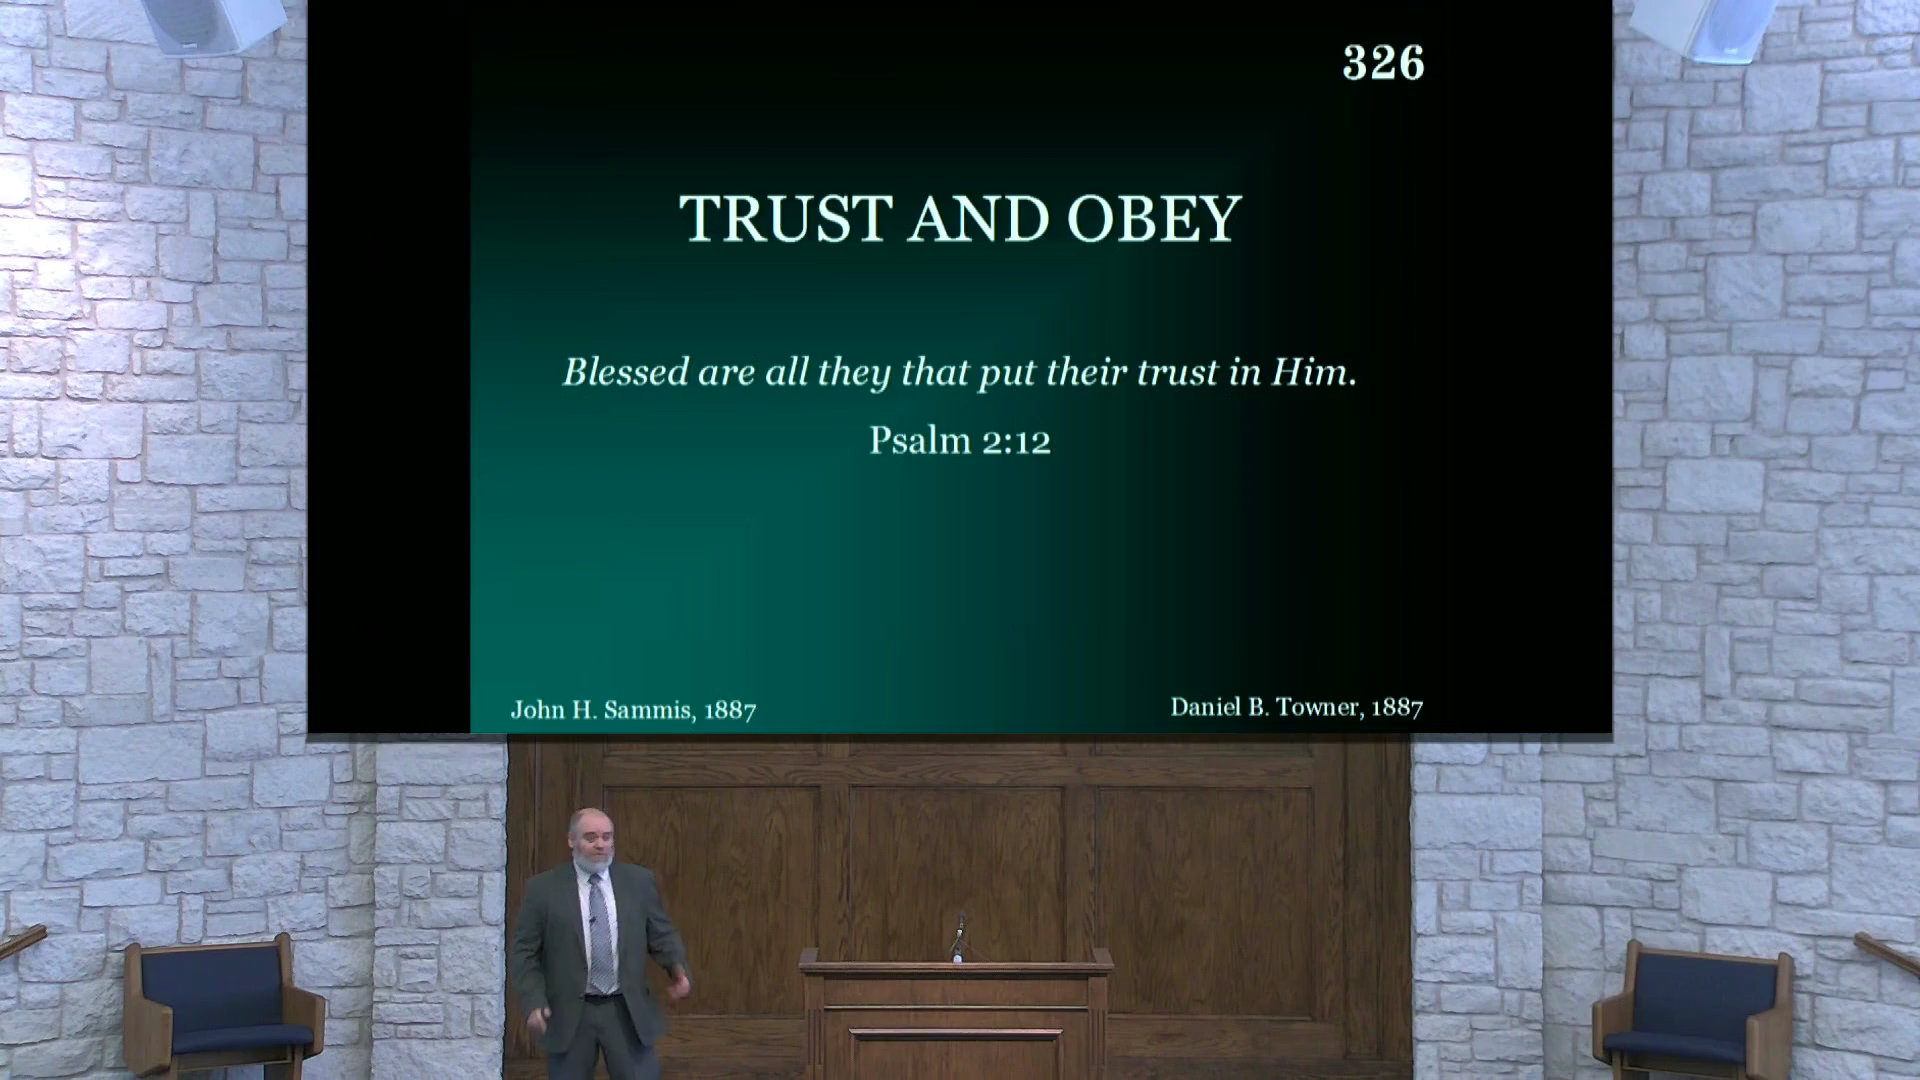 326
TRUST AND OBEY
Blessed are all they that put their trust in Him.
Psalm 2:12
John H. Sammis, 1887
Daniel B. Towner, 1887